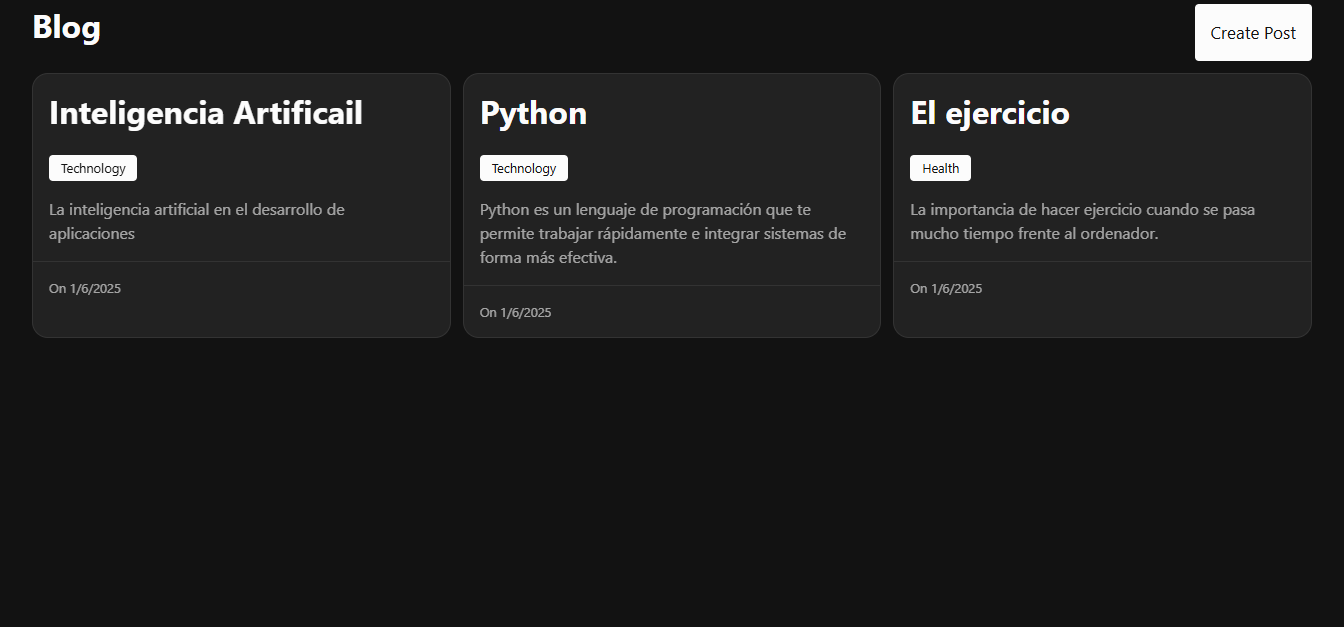 Blog
Create Post
Inteligencia Artificail
Technology
La inteligencia artificial en el desarrollo de
aplicaciones
On 1/6/2025
Python
Technology
Python es un lenguaje de programación que te
permite trabajar rápidamente e integrar sistemas de
forma más efectiva.
On 1/6/2025
El ejercicio
Health
La importancia de hacer ejercicio cuando se pasa
mucho tiempo frente al ordenador.
On 1/6/2025